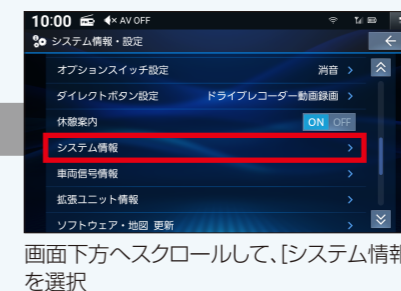 10:00 × AV OFF
システム情報・設定
オプションスイッチ設定 消音
ダイレクトボタン設定 ドライブレコーダー動画録画
休憩案内 ON OFF
システム情報
車両信号情報
拡張ユニット情報
ソフトウェア・地図 更新
画面下方へスクロールして、[システム情報
を選択